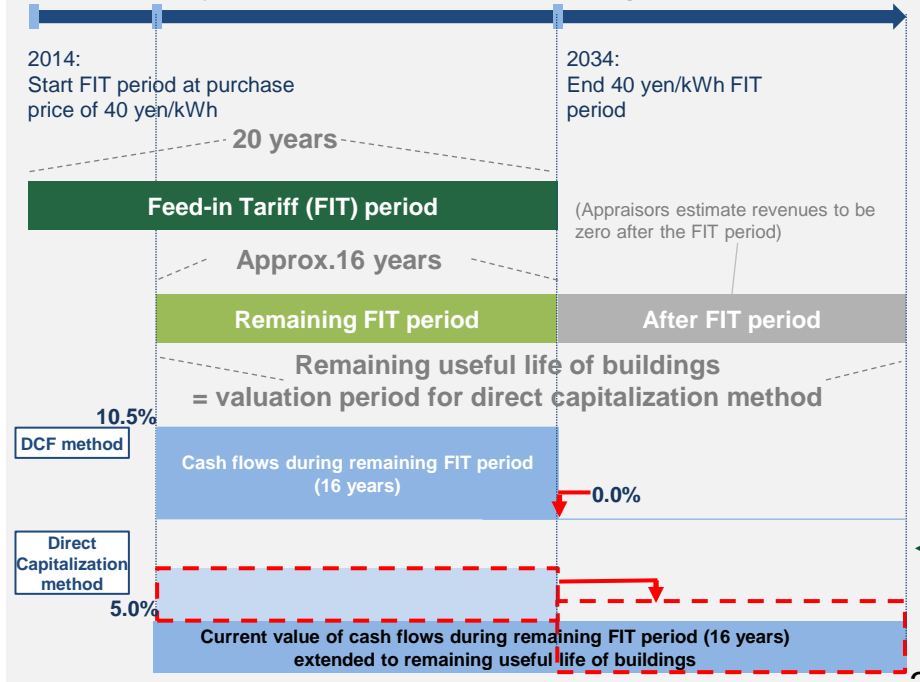 2014:
Start FIT period at purchase
price of 40 yen/kWh
2034:
End 40 yen/kWh FIT
period
20 years
Feed-in Tariff (FIT) period
(Appraisors estimate revenues to be
zero after the FIT period)
Approx.16 years
Remaining FIT period
After FIT period
Remaining useful life of buildings
= valuation period for direct capitalization method
10.5%
DCF method
Cash flows during remaining FIT period
(16 years)
0.0%
Direct
Capitalization
method
5.0%
Current value of cash flows during remaining FIT period (16 years)
extended to remaining useful life of buildings